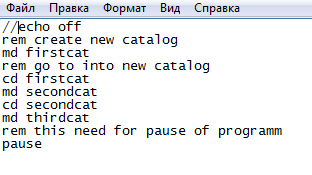 Файл Правка Формат Вид Справка
//echo off
rem create new catalog
md firstcat
rem go to into new catalog
cd firstcat
md secondcat
cd secondcat
md thirdcat
rem this need for pause of programm
pause